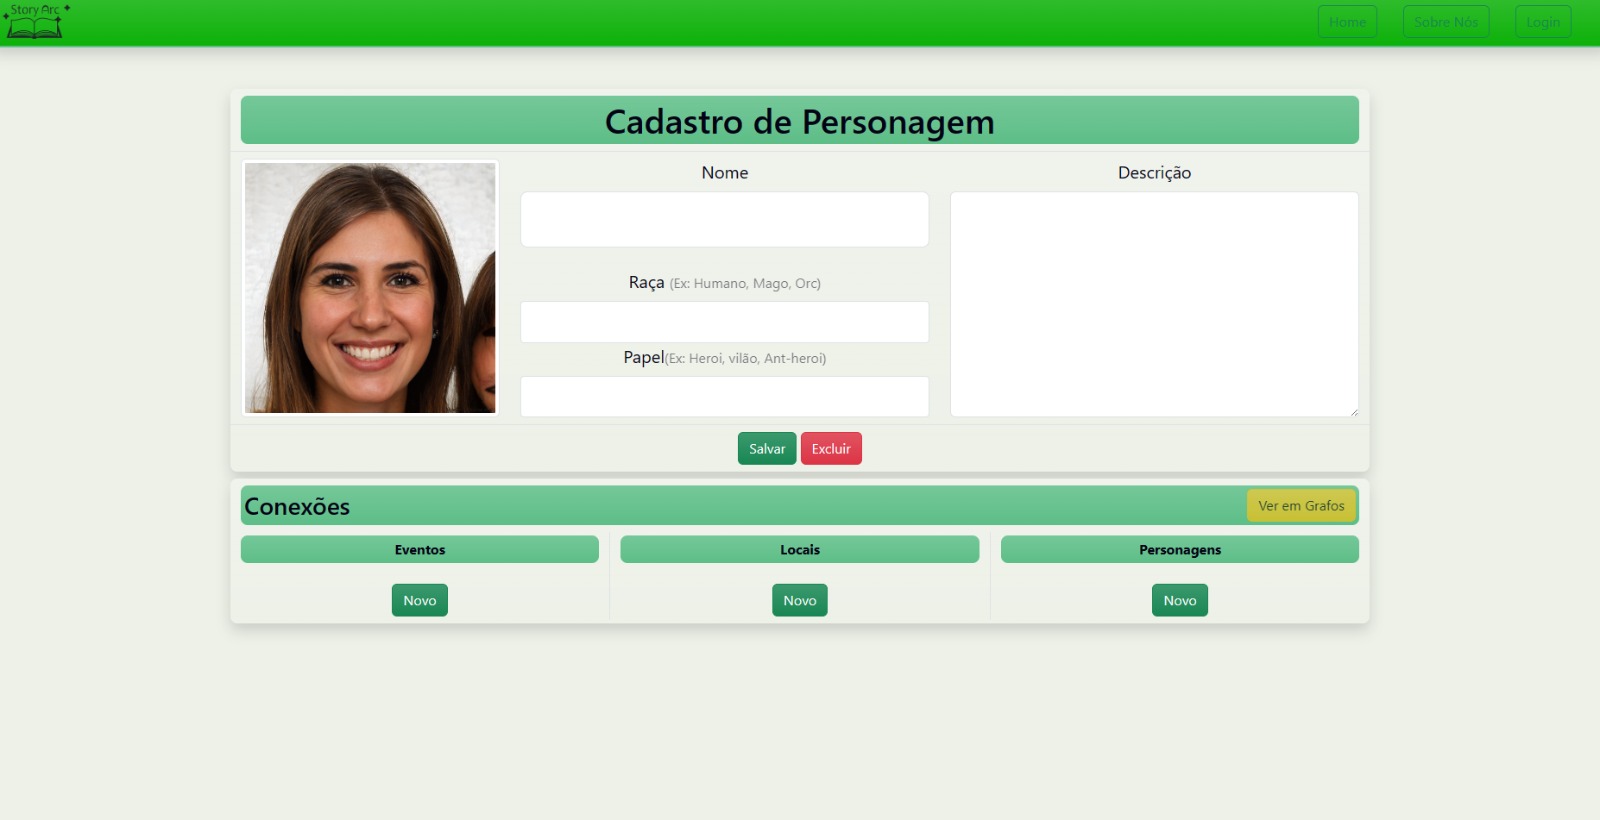 Story Arc
Home
Sobre Nós
Login
Cadastro de Personagem
Nome
Descrição
Raça (Ex: Humano, Mago, Orc)
Papel(Ex: Heroi, vilão, Ant-heroi)
Salvar
Excluir
Conexões
Ver em Grafos
Eventos
Locais
Personagens
Novo
Novo
Novo